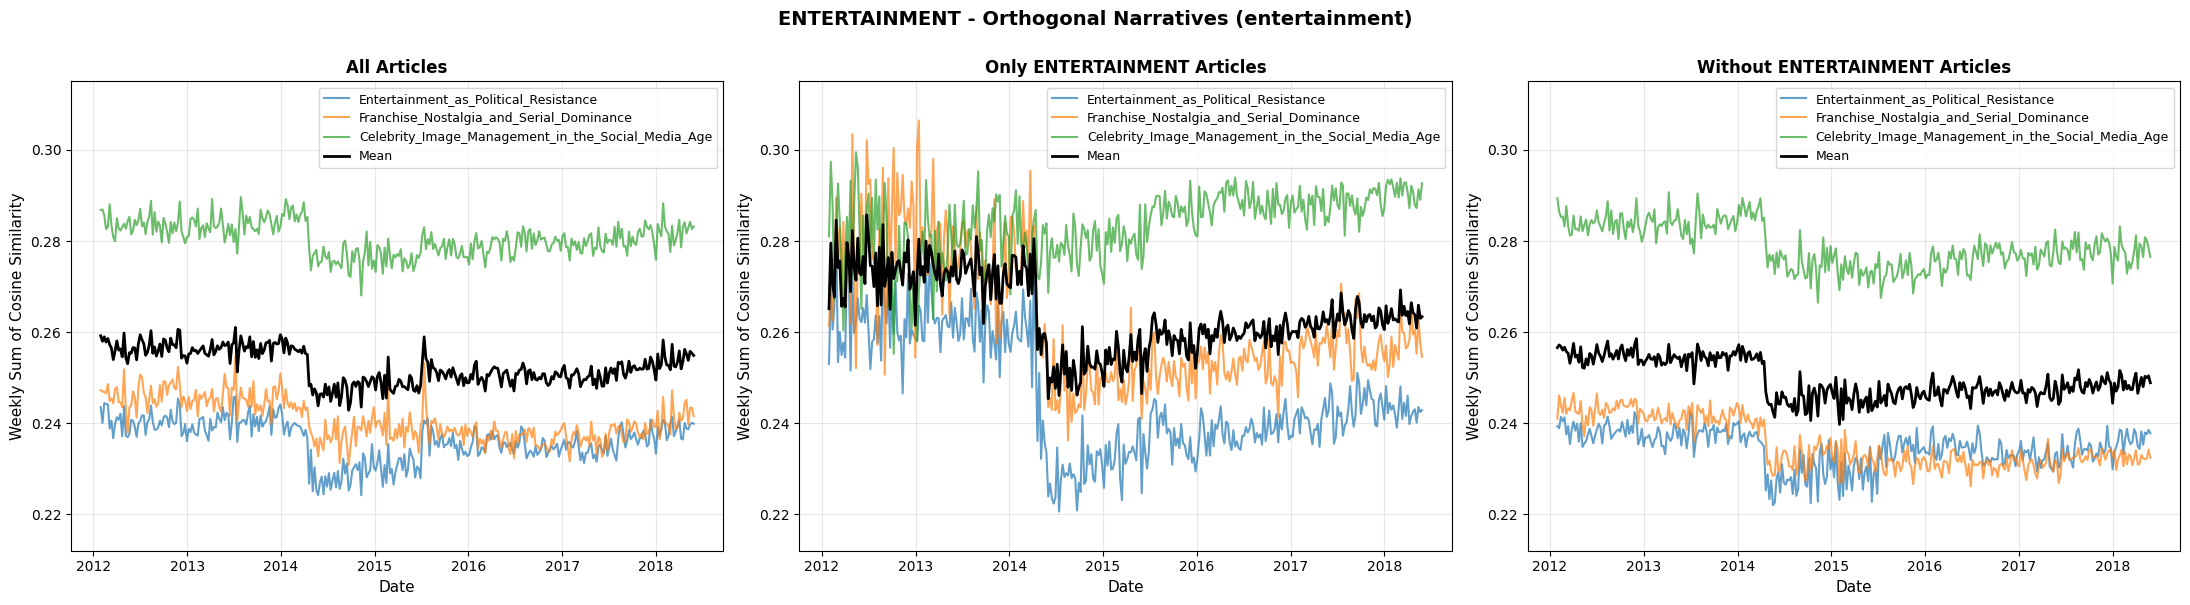 ENTERTAINMENT - Orthogonal Narratives (entertainment)
All Articles
Weekly Sum of Cosine Similarity
0.30
0.28
0.26
0.24
0.22
Entertainment_as_Political_Resistance
Franchise_Nostalgia_and_Serial_Dominance
Celebrity_Image_Management_in_the_Social_Media_Age
Mean
2012 2013 2014 2015 2016 2017 2018
Date
Only ENTERTAINMENT Articles
Weekly Sum of Cosine Similarity
0.30
0.28
0.26
0.24
0.22
Entertainment_as_Political_Resistance
Franchise_Nostalgia_and_Serial_Dominance
Celebrity_Image_Management_in_the_Social_Media_Age
Mean
2012 2013 2014 2015 2016 2017 2018
Date
Without ENTERTAINMENT Articles
Weekly Sum of Cosine Similarity
0.30
0.28
0.26
0.24
0.22
Entertainment_as_Political_Resistance
Franchise_Nostalgia_and_Serial_Dominance
Celebrity_Image_Management_in_the_Social_Media_Age
Mean
2012 2013 2014 2015 2016 2017 2018
Date